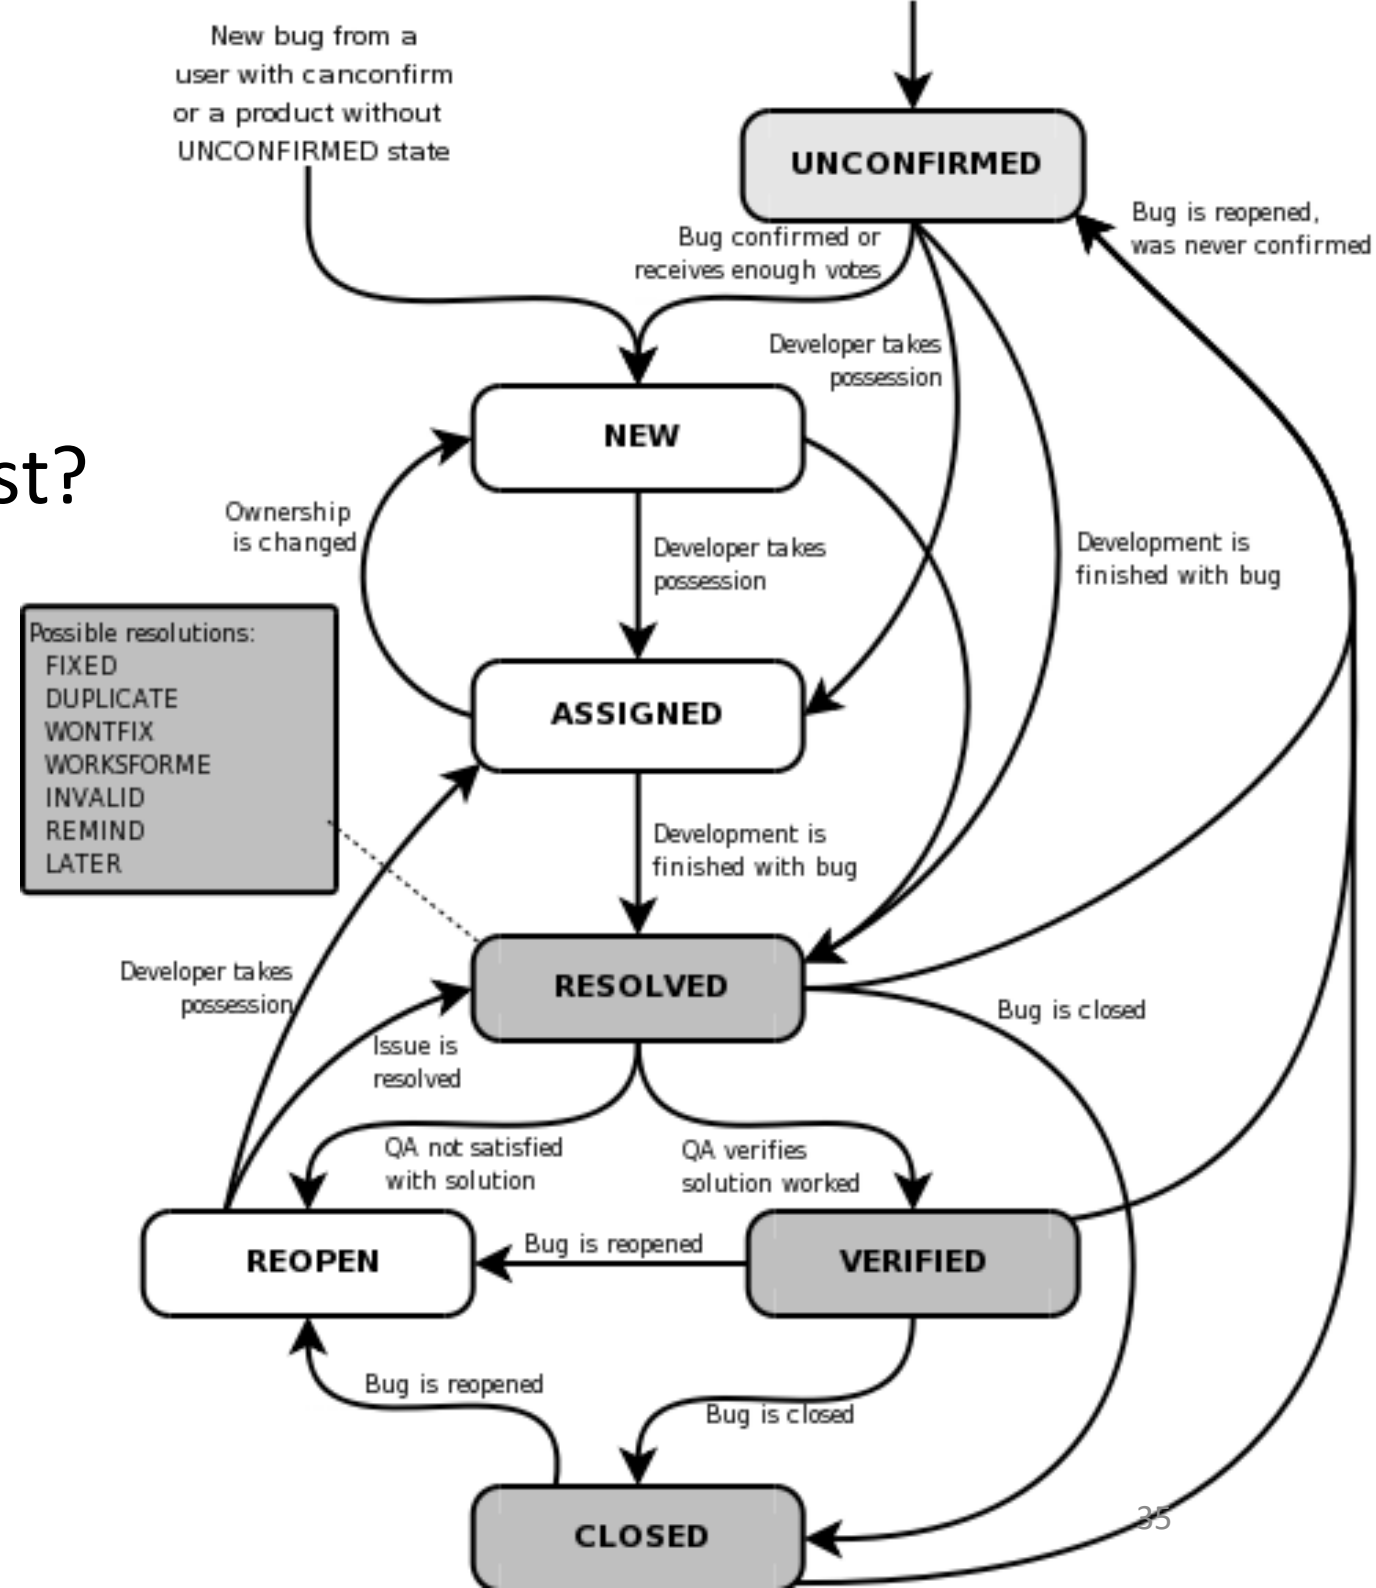 New bug from a
user with canconfirm
or a product without
UNCONFIRMED state
UNCONFIRMED
Bug is reopened,
was never confirmed
Bug confirmed or
receives enough votes
Developer takes
possession
NEW
st?
Ownership
is changed
Developer takes
possession
Development is
finished with bug
Possible resolutions:
FIXED
DUPLICATE
WONTFIX
WORKSFORME
INVALID
REMIND
LATER
ASSIGNED
Development is
finished with bug
Developer takes
possession
RESOLVED
Bug is closed
Issue is
resolved
QA not satisfied
with solution
QA verifies
solution worked
REOPEN
Bug is reopened
VERIFIED
Bug is reopened
Bug is closed
CLOSED
35